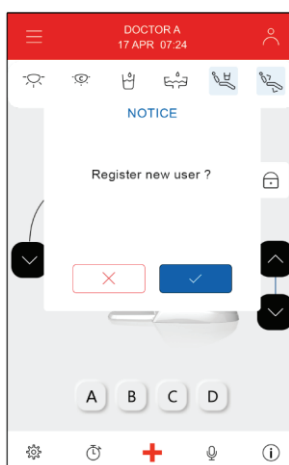 DOCTOR A
17 APR 07:24
C
NOTICE
Register new user ?
A B C D
i